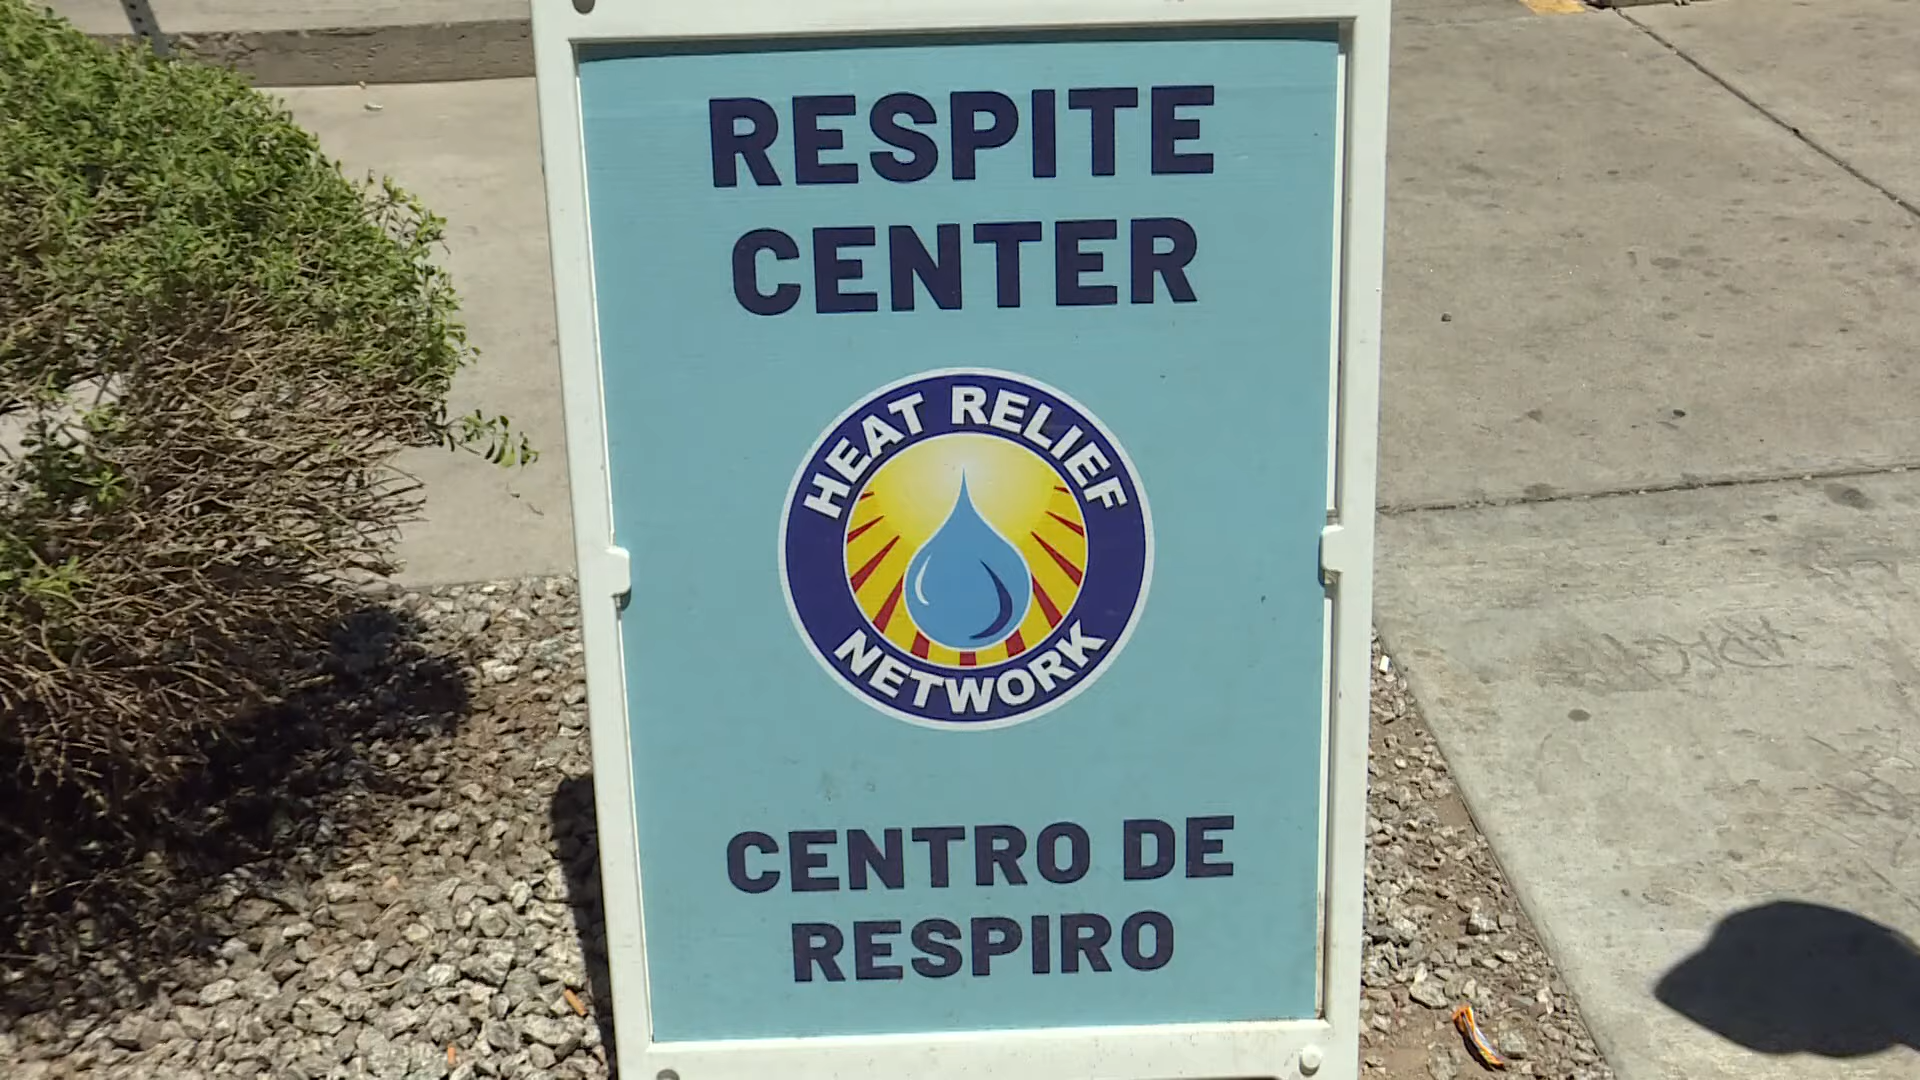 RESPITE
CENTER
HEAT RELIEF
NETWORK
CENTRO DE
RESPIRO